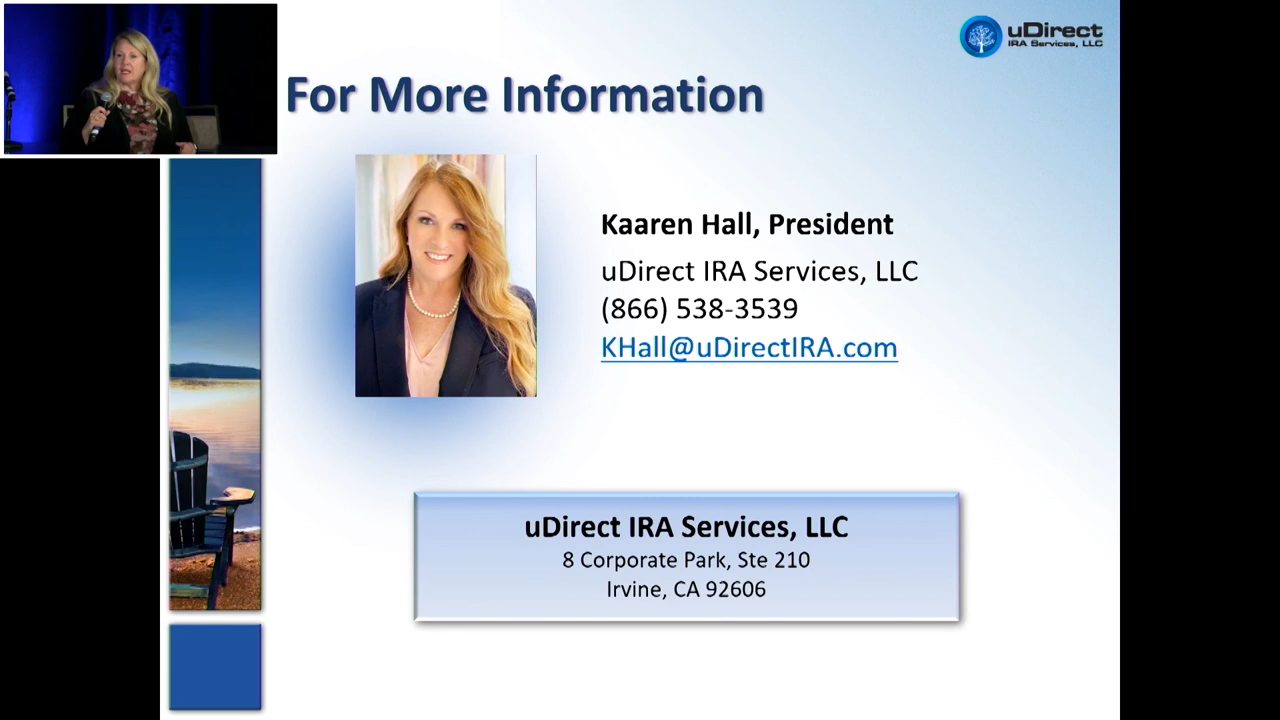 uDirect
IRA Services, LLC
For More Information
Kaaren Hall, President
uDirect IRA Services, LLC
(866) 538-3539
KHall@uDirectIRA.com
uDirect IRA Services, LLC
8 Corporate Park, Ste 210
Irvine, CA 92606